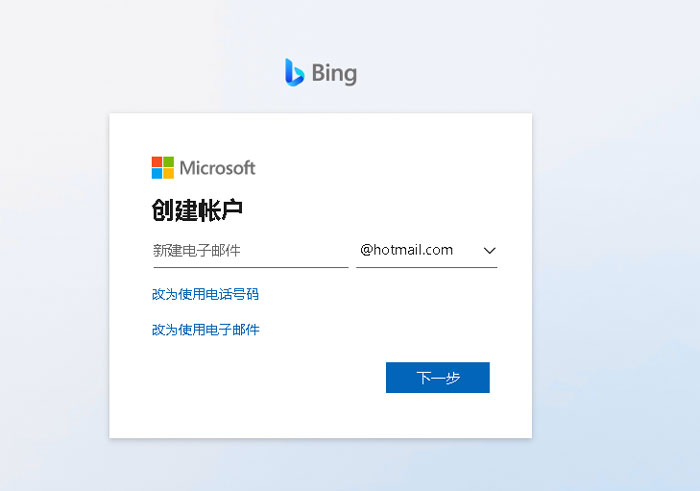 Bing
Microsoft
创建帐户
新建电子邮件 @hotmail.com
改为使用电话号码
改为使用电子邮件
下一步